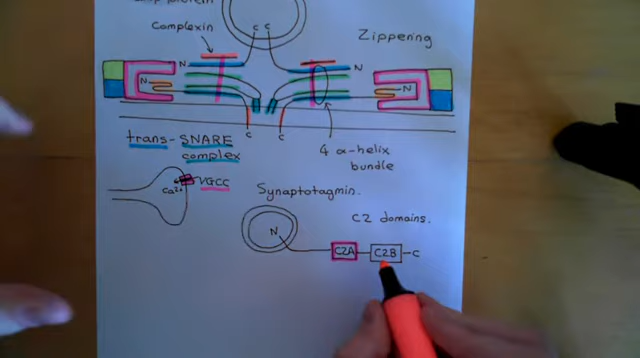 Complexin
c c
Zippering
N
N
N
N
C
C
trans-SNARE
complex
4 α-helix
bundle
Ca2+
VGCC
Synaptotagmin.
C2 domains.
N
C2A
C2B
C